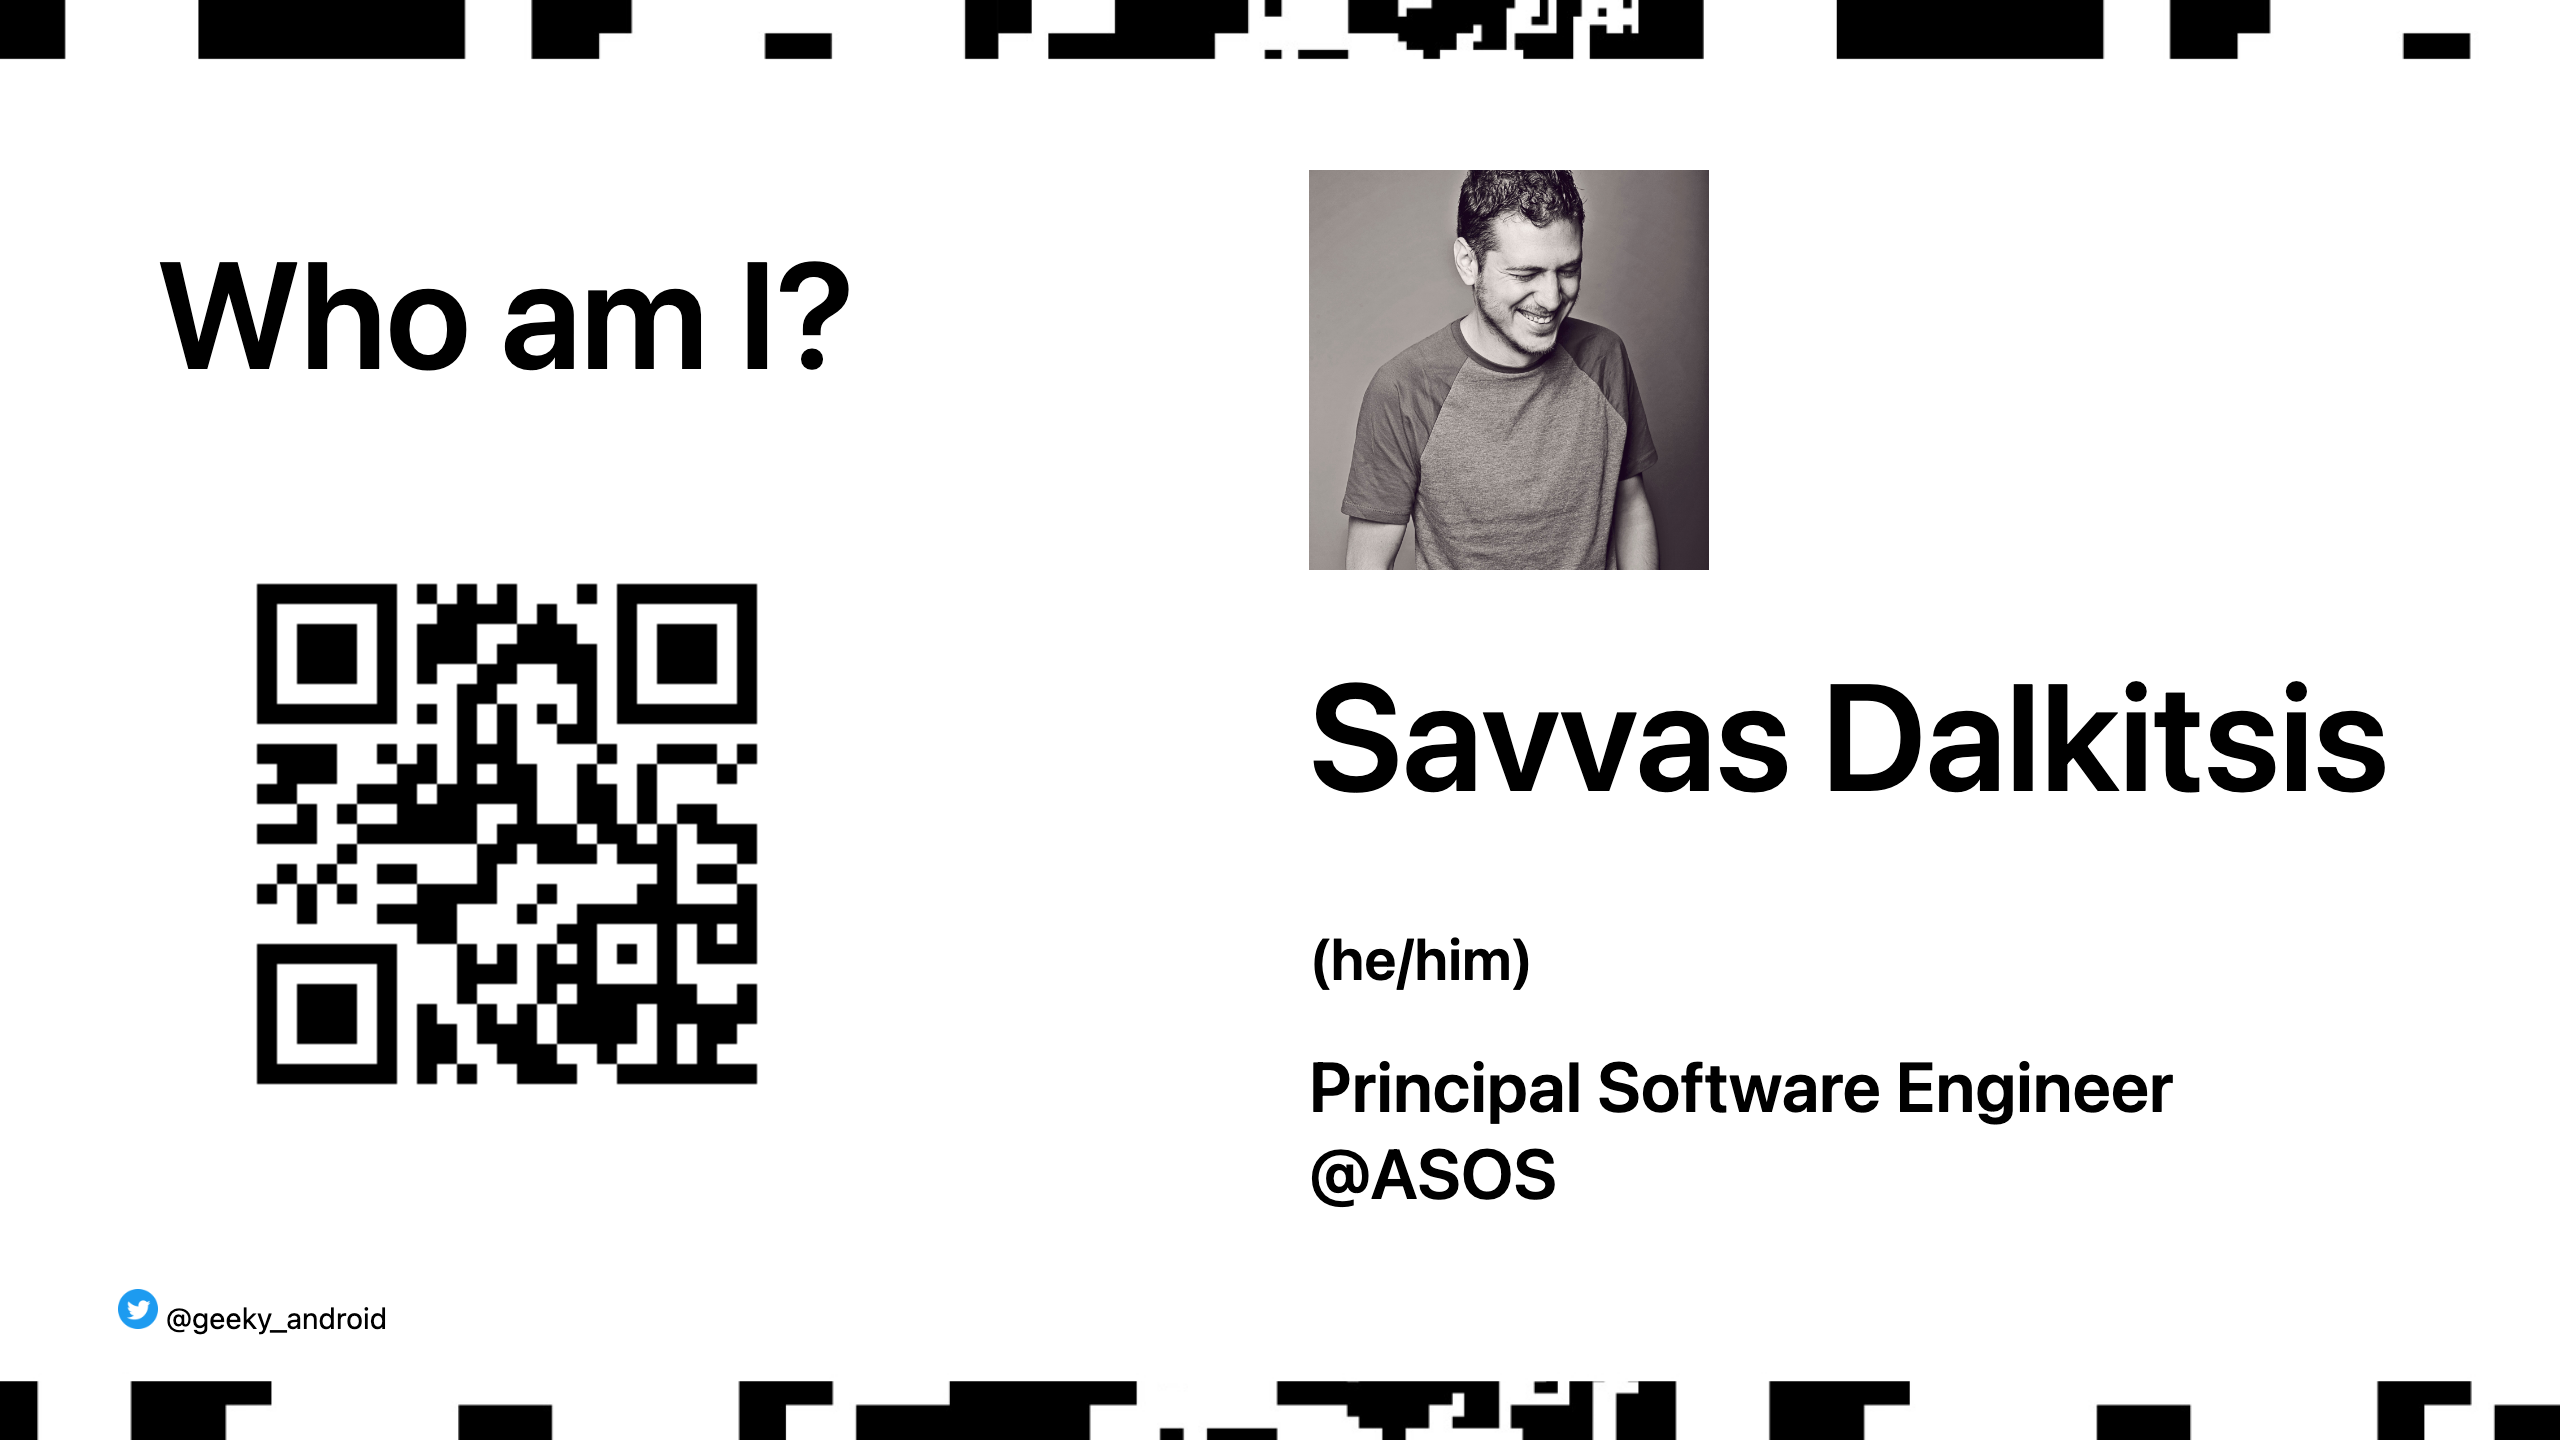 Who am I?
Savvas Dalkitsis
(he/him)
Principal Software Engineer
@ASOS
@geeky_android